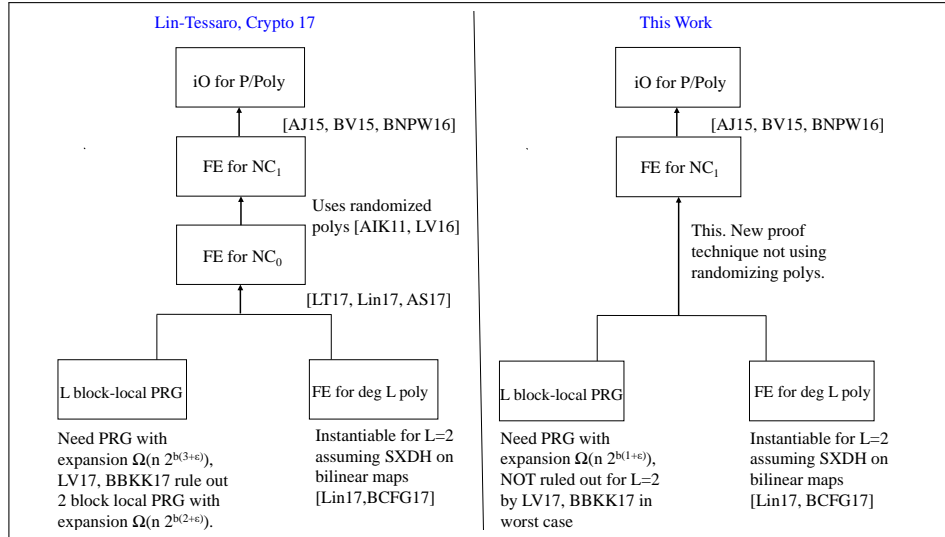 Lin-Tessaro, Crypto 17
iO for P/Poly
[AJ15, BV15, BNPW16]
FE for NC₁
Uses randomized
polys [AIK11, LV16]
FE for NC₀
[LT17, Lin17, AS17]
L block-local PRG
FE for deg L poly
Need PRG with
expansion Ω(n 2^{b(3+ε)}),
LV17, BBKK17 rule out
2 block local PRG with
expansion Ω(n 2^{b(2+ε)}).
Instantiable for L=2
assuming SXDH on
bilinear maps
[Lin17,BCFG17]
This Work
iO for P/Poly
[AJ15, BV15, BNPW16]
FE for NC₁
This. New proof
technique not using
randomizing polys.
L block-local PRG
FE for deg L poly
Need PRG with
expansion Ω(n 2^{b(1+ε)}),
NOT ruled out for L=2
by LV17, BBKK17 in
worst case
Instantiable for L=2
assuming SXDH on
bilinear maps
[Lin17, BCFG17]